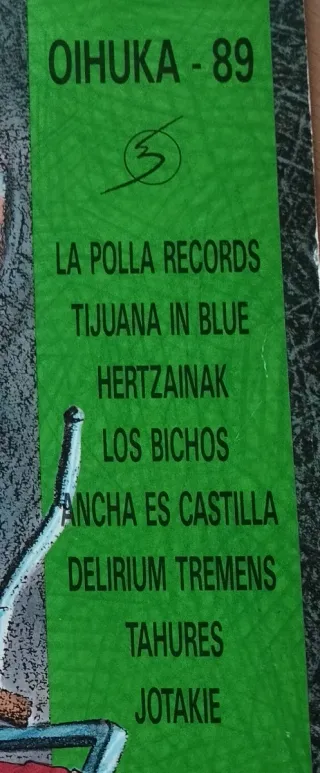 OIHUKA - 89
LA POLLA RECORDS
TIJUANA IN BLUE
HERTZAINAK
LOS BICHOS
ANCHA ES CASTILLA
DELIRIUM TREMENS
TAHURES
JOTAKIE